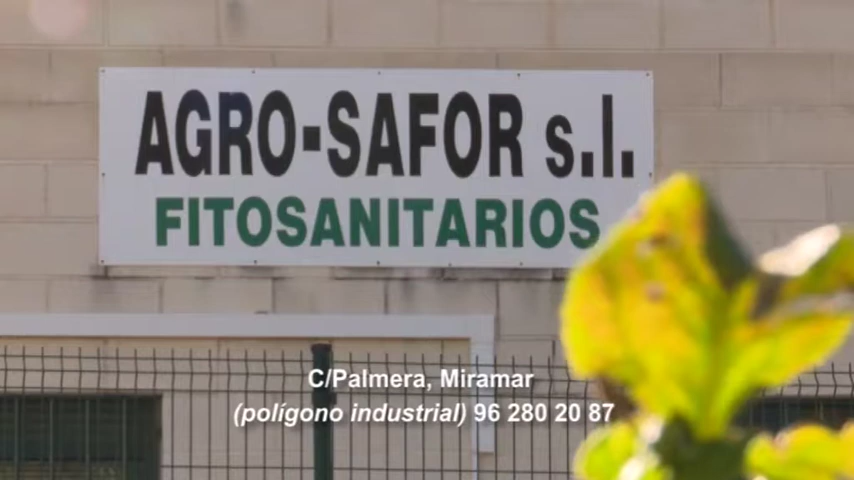 AGRO-SAFOR s.l.
FITOSANITARIOS
C/Palmera, Miramar
(polígono industrial) 96 280 20 87